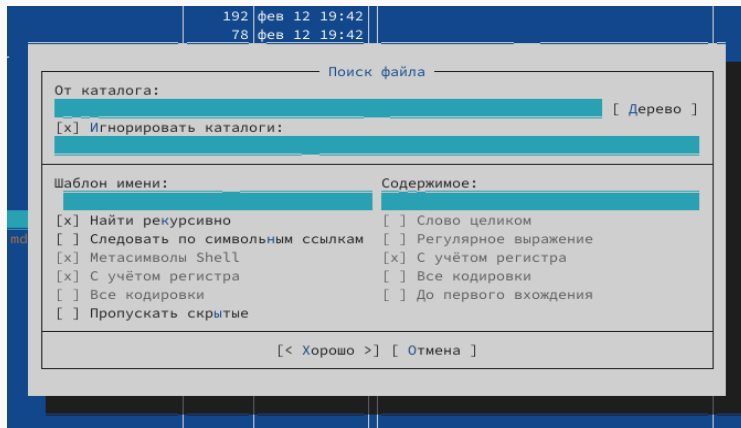 192 фев 12 19:42
78 фев 12 19:42
Поиск файла
От каталога:
[ Дерево ]
[x] Игнорировать каталоги:
Шаблон имени:
[x] Найти рекурсивно
[ ] Следовать по символьным ссылкам
[x] Метасимволы Shell
[x] С учётом регистра
[ ] Все кодировки
[ ] Пропускать скрытые
Содержимое:
[ ] Слово целиком
[ ] Регулярное выражение
[x] С учётом регистра
[ ] Все кодировки
[ ] До первого вхождения
md
[< Хорошо >] [ Отмена ]